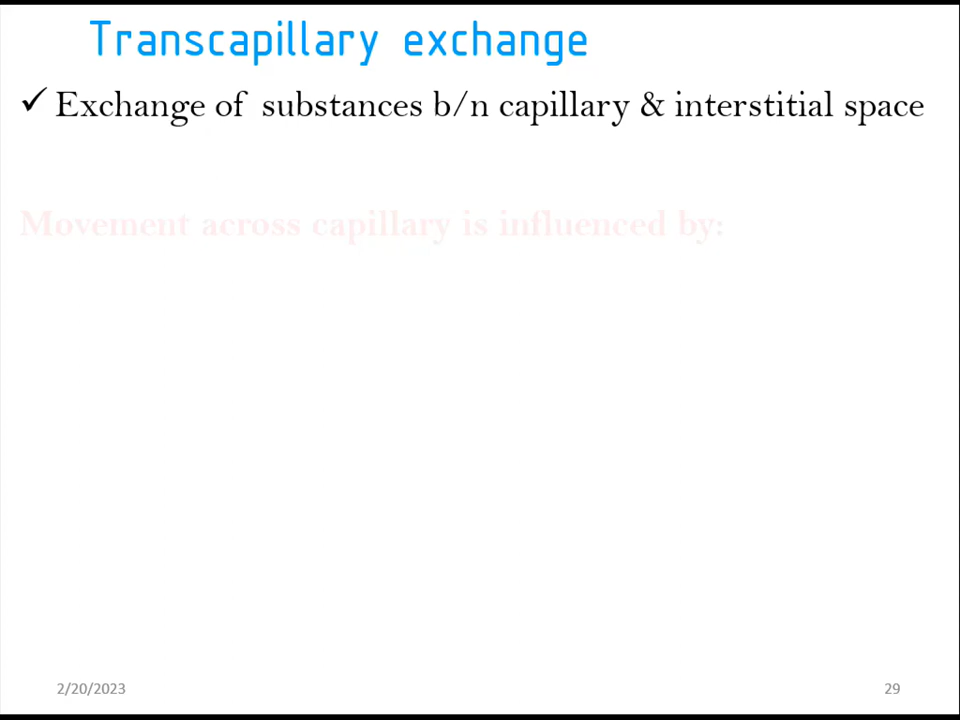 Transcapillary exchange
✓ Exchange of substances b/n capillary & interstitial space
Movement across capillary is influenced by:
2/20/2023
29